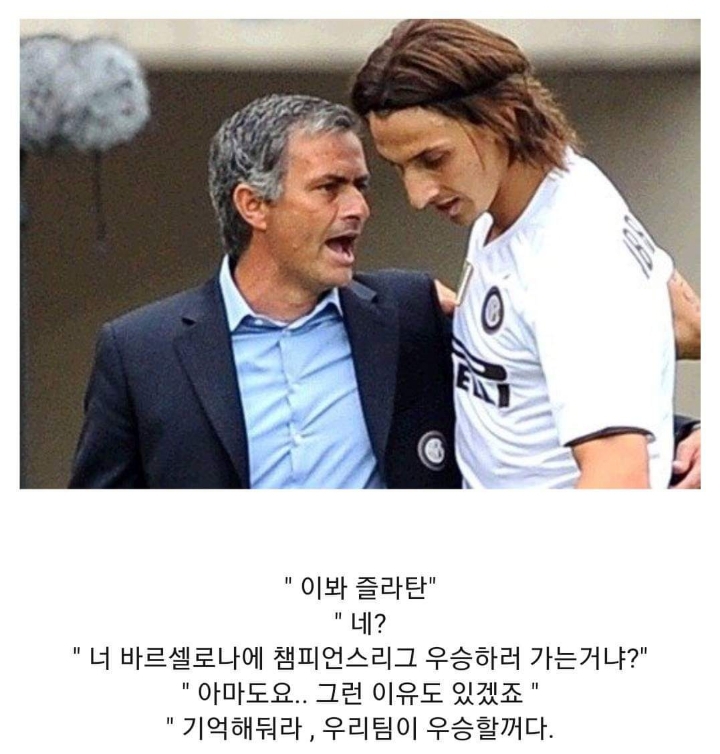 IBR
ELLI
" 이봐 즐라탄"
" 네?
" 너 바르셀로나에 챔피언스리그 우승하러 가는거냐?"
" 아마도요.. 그런 이유도 있겠죠 "
" 기억해둬라 , 우리팀이 우승할꺼다.